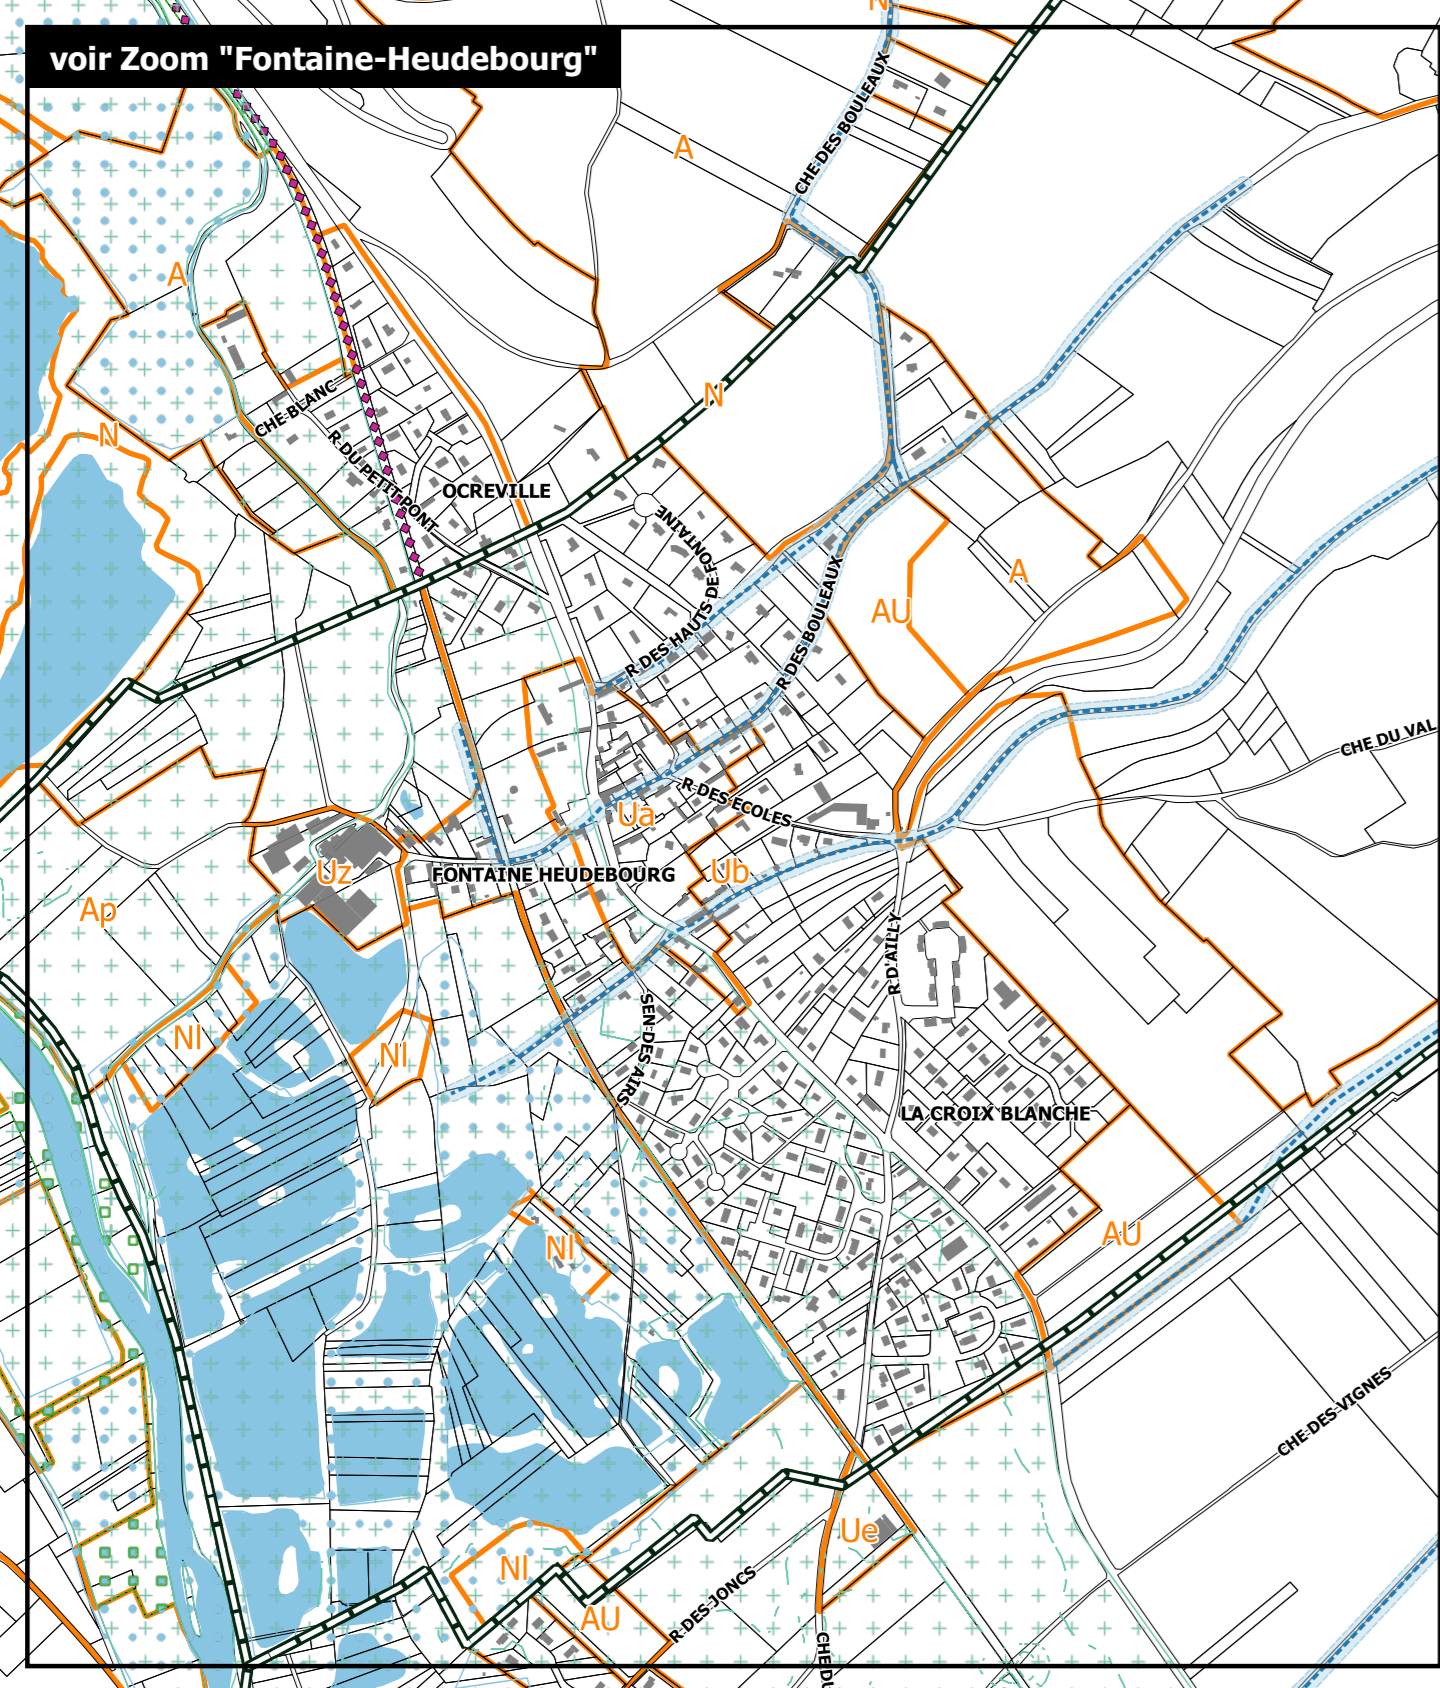 N
voir Zoom "Fontaine-Heudebourg"
CHE DES BOULEAUX
A
A
CHE BLANC
N
N
R DU PETIT PONT
OCREVILLE
R DES HAUTS DE FONTAINE
R DES BOULEAUX
A
AU
CHE DU VAL
R DES ECOLES
Ua
Uz
FONTAINE HEUDEBOURG
Ub
Ap
R D'AILLY
Nl
Nl
SEN DES AIRS
LA CROIX BLANCHE
AU
Nl
CHE DES VIGNES
Ue
Nl
AU
R DES JONCS
CHE DU